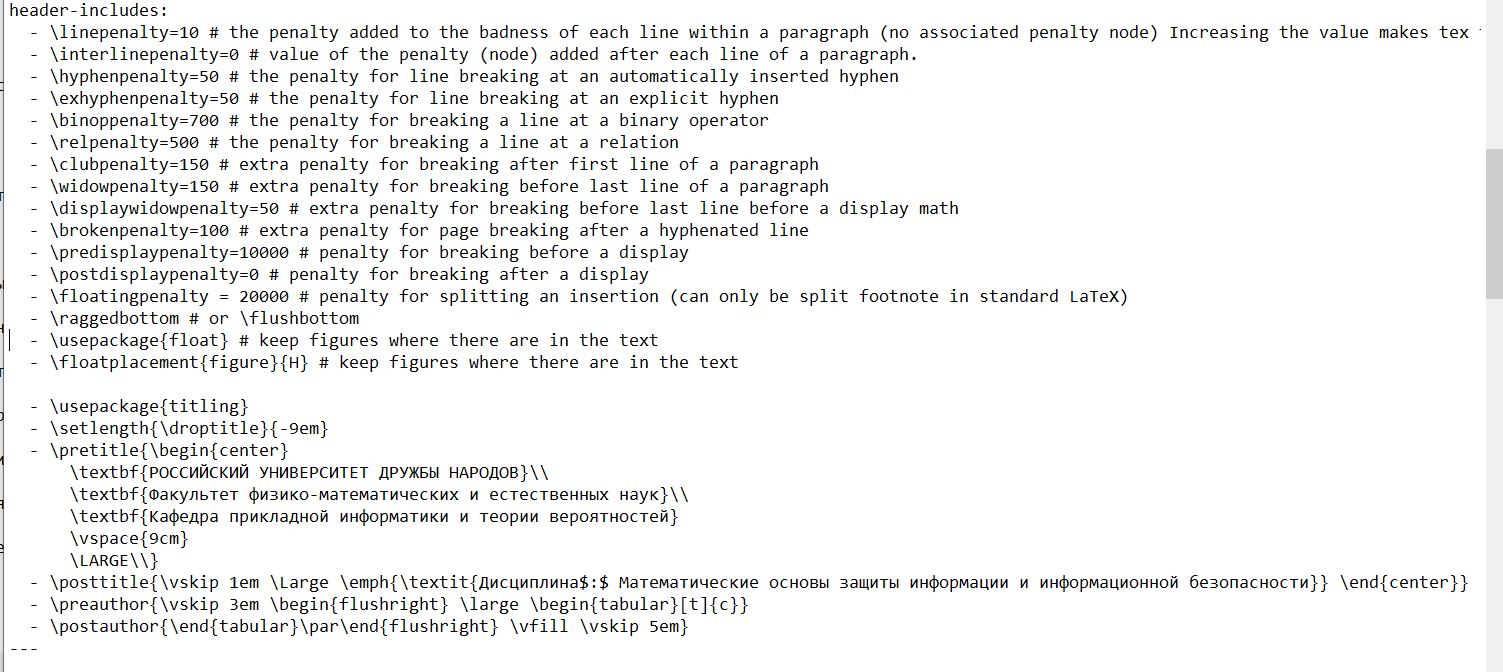 header-includes:
  - \linepenalty=10 # the penalty added to the badness of each line within a paragraph (no associated penalty node) Increasing the value makes tex
  - \interlinepenalty=0 # value of the penalty (node) added after each line of a paragraph.
  - \hyphenpenalty=50 # the penalty for line breaking at an automatically inserted hyphen
  - \exhyphenpenalty=50 # the penalty for line breaking at an explicit hyphen
  - \binoppenalty=700 # the penalty for breaking a line at a binary operator
  - \relpenalty=500 # the penalty for breaking a line at a relation
  - \clubpenalty=150 # extra penalty for breaking after first line of a paragraph
  - \widowpenalty=150 # extra penalty for breaking before last line of a paragraph
  - \displaywidowpenalty=50 # extra penalty for breaking before last line before a display math
  - \brokenpenalty=100 # extra penalty for page breaking after a hyphenated line
  - \predisplaypenalty=10000 # penalty for breaking before a display
  - \postdisplaypenalty=0 # penalty for breaking after a display
  - \floatingpenalty = 20000 # penalty for splitting an insertion (can only be split footnote in standard LaTeX)
  - \raggedbottom # or \flushbottom
  - \usepackage{float} # keep figures where there are in the text
  - \floatplacement{figure}{H} # keep figures where there are in the text
  - \usepackage{titling}
  - \setlength{\droptitle}{-9em}
  - \pretitle{\begin{center}
      \textbf{РОССИЙСКИЙ УНИВЕРСИТЕТ ДРУЖБЫ НАРОДОВ}\\
      \textbf{Факультет физико-математических и естественных наук}\\
      \textbf{Кафедра прикладной информатики и теории вероятностей}
      \vspace{9cm}
      \LARGE\\}
  - \posttitle{\vskip 1em \Large \emph{\textit{Дисциплина$:$ Математические основы защиты информации и информационной безопасности}} \end{center}}
  - \preauthor{\vskip 3em \begin{flushright} \large \begin{tabular}[t]{c}}
  - \postauthor{\end{tabular}\par\end{flushright} \vfill \vskip 5em}
---